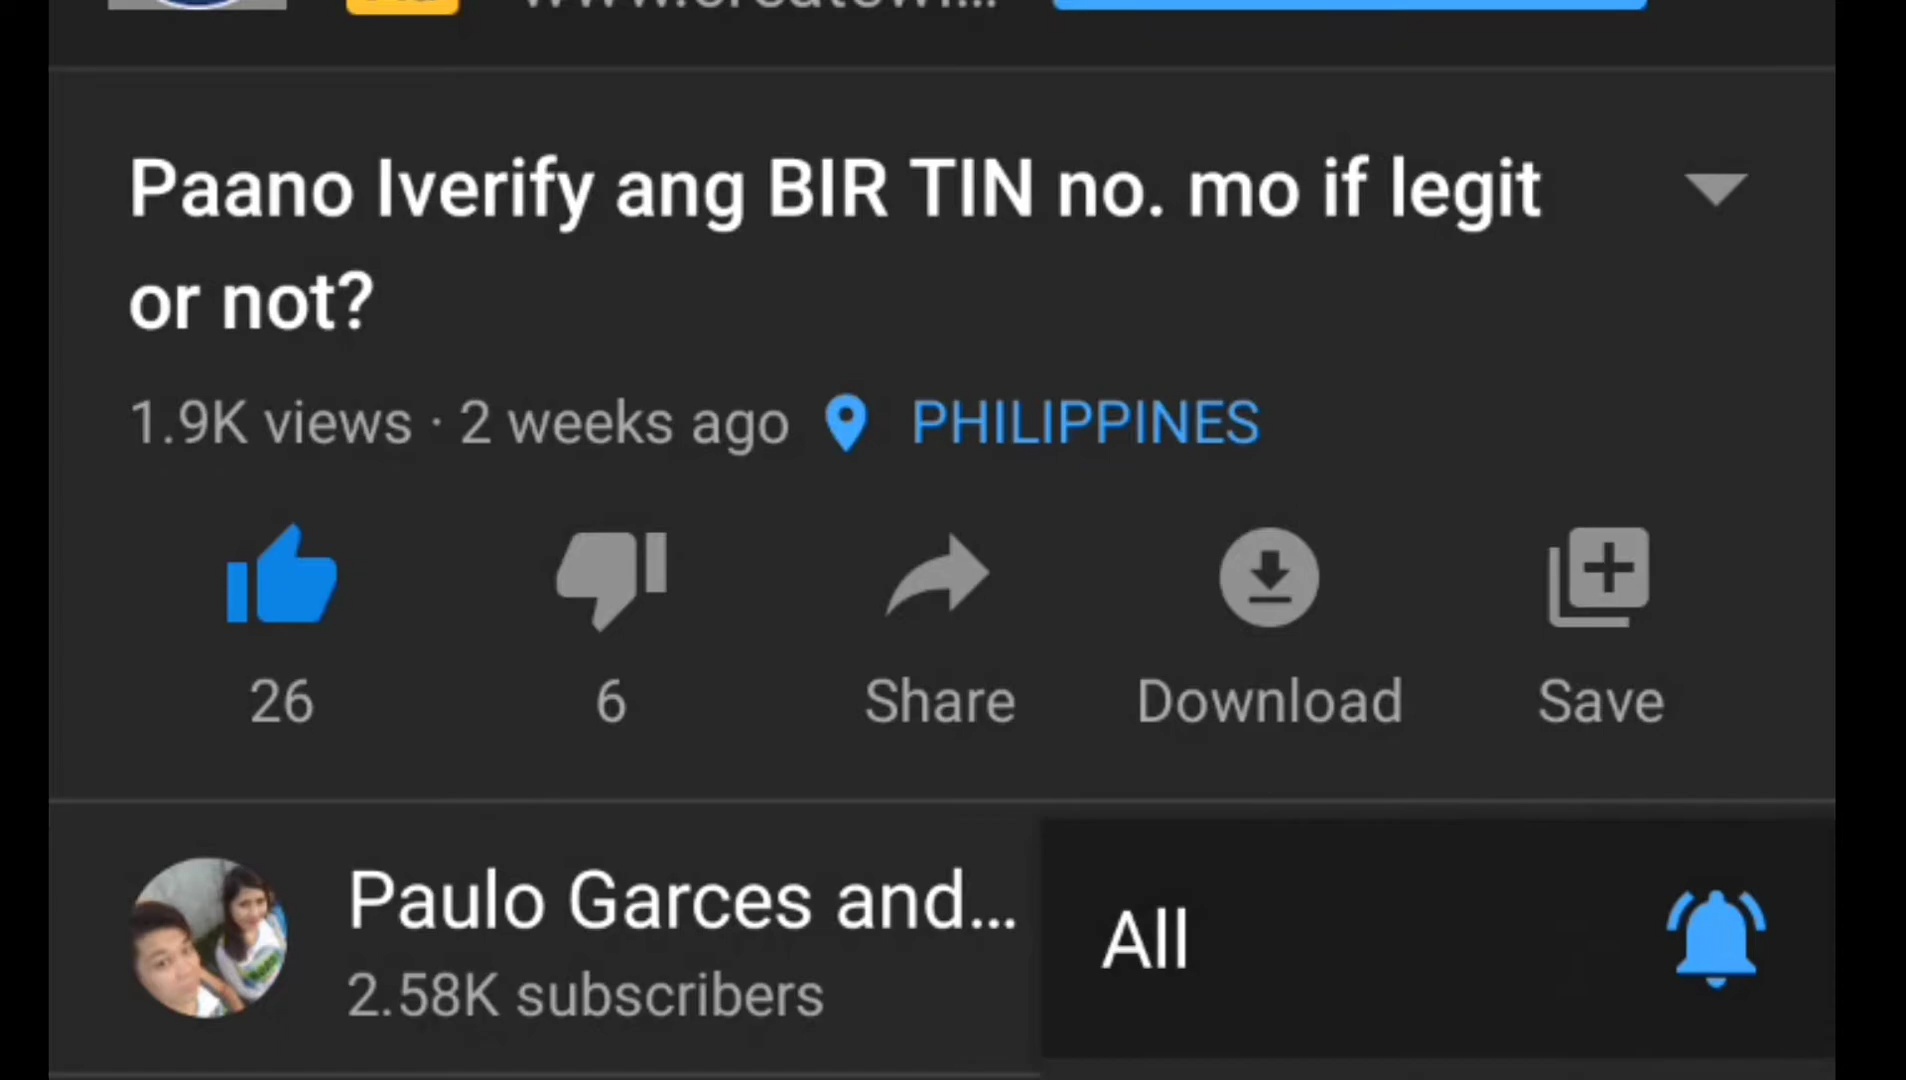 Paano Iverify ang BIR TIN no. mo if legit
or not?
1.9K views · 2 weeks ago PHILIPPINES
26
6
Share
Download
Save
Paulo Garces and...
2.58K subscribers
All